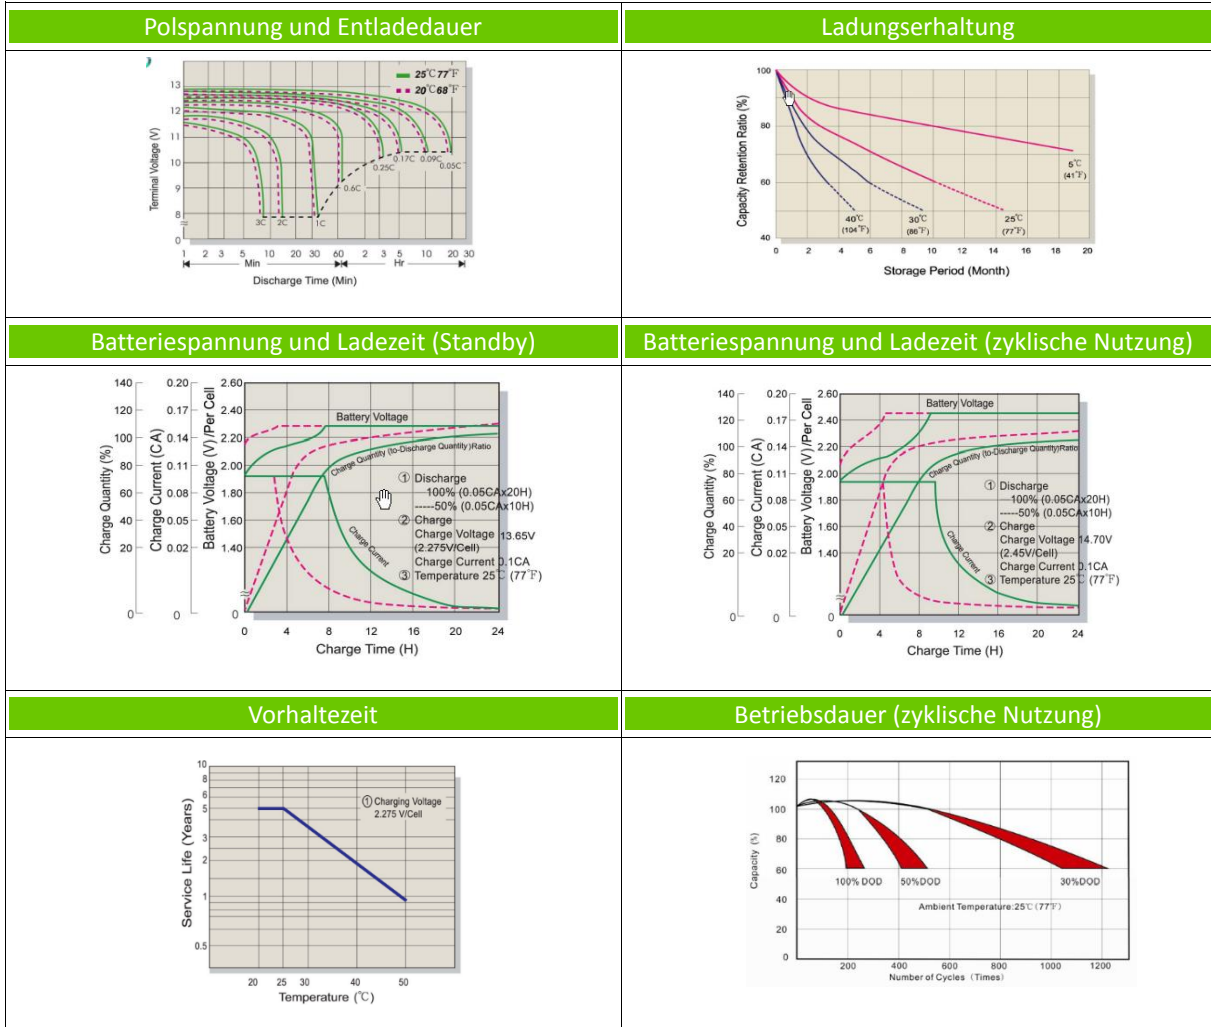 Polspannung und Entladedauer
Ladungserhaltung
25℃77℉
20℃68℉
Terminal Voltage (V)
13
12
11
10
9
8
0
3C
2C
1C
0.6C
0.25C
0.17C
0.09C
0.05C
1 2 3 5 10 20 30 60 2 3 5 10 20 30
Min Hr
Discharge Time (Min)
Capacity Retention Ratio (%)
100
80
60
40
5℃
(41℉)
40℃
(104℉)
30℃
(86℉)
25℃
(77℉)
0 2 4 6 8 10 12 14 16 18 20
Storage Period (Month)
Batteriespannung und Ladezeit (Standby)
Batteriespannung und Ladezeit (zyklische Nutzung)
Charge Quantity (%)
140
120
100
80
60
40
20
0
Charge Current (CA)
0.20
0.17
0.14
0.11
0.08
0.05
0.02
0
Battery Voltage (V)/Per Cell
2.60
2.40
2.20
2.00
1.80
1.60
1.40
0
Battery Voltage
Charge Quantity (to-Discharge Quantity)Ratio
① Discharge
100% (0.05CAx20H)
-----50% (0.05CAx10H)
② Charge
Charge Voltage 13.65V
(2.275V/Cell)
Charge Current 0.1CA
③ Temperature 25℃ (77℉)
Charge Current
0 4 8 12 16 20 24
Charge Time (H)
Charge Quantity (%)
140
120
100
80
60
40
20
0
Charge Current (CA)
0.20
0.17
0.14
0.11
0.08
0.05
0.02
0
Battery Voltage (V)/Per Cell
2.60
2.40
2.20
2.00
1.80
1.60
1.40
0
Battery Voltage
Charge Quantity (to-Discharge Quantity)Ratio
① Discharge
100% (0.05CAx20H)
-----50% (0.05CAx10H)
② Charge
Charge Voltage 14.70V
(2.45V/Cell)
Charge Current 0.1CA
③ Temperature 25℃ (77℉)
Charge Current
0 4 8 12 16 20 24
Charge Time (H)
Vorhaltezeit
Betriebsdauer (zyklische Nutzung)
Service Life (Years)
10
8
6
5
3
2
1
0.5
① Charging Voltage
2.275 V/Cell
20 25 30 40 50
Temperature (℃)
Capacity (%)
120
100
80
60
40
20
0
100% DOD
50%DOD
30%DOD
Ambient Temperature:25℃ (77℉)
200 400 600 800 1000 1200
Number of Cycles (Times)